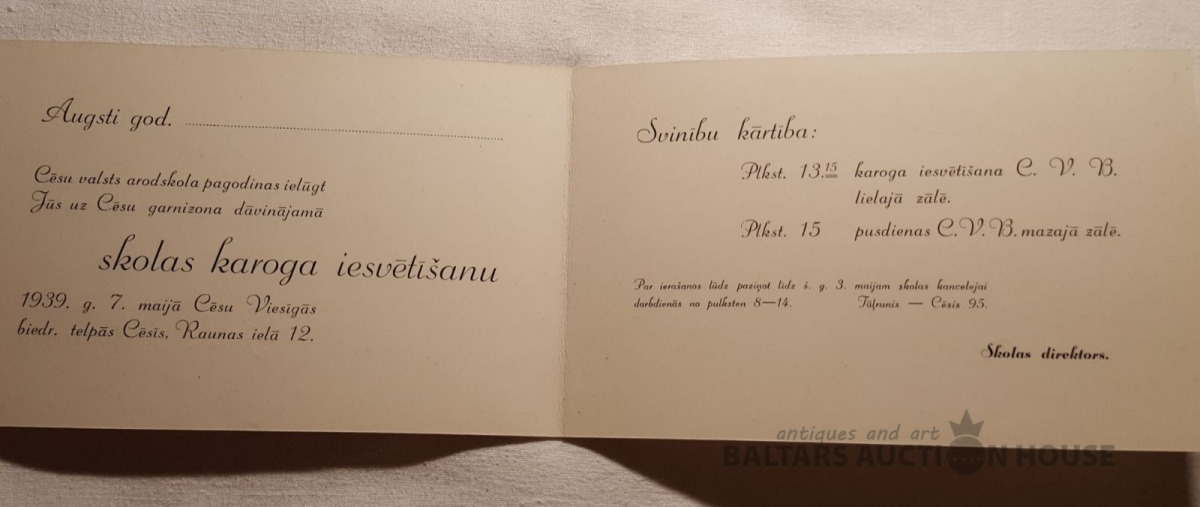 Augsti god.
Cēsu valsts arodskola pagodinas ielūgt
Jūs uz Cēsu garnizona dāvinājamā
skolas karoga iesvētīšanu
1939. g. 7. maijā Cēsu Viesīgās
biedr. telpās Cēsīs, Raunas ielā 12.
Svinību kārtība:
Plkst. 13.15 karoga iesvētīšana C. V. B.
lielajā zālē.
Plkst. 15 pusdienas C. V. B. mazajā zālē.
Par ierašanos lūdz paziņot līdz š. g. 3. maijam skolas kancelejai
darbdienās no pulksten 8—14. Tāļrunis — Cēsis 95.
Skolas direktors.
antiques and art
BALTARS AUCTION HOUSE